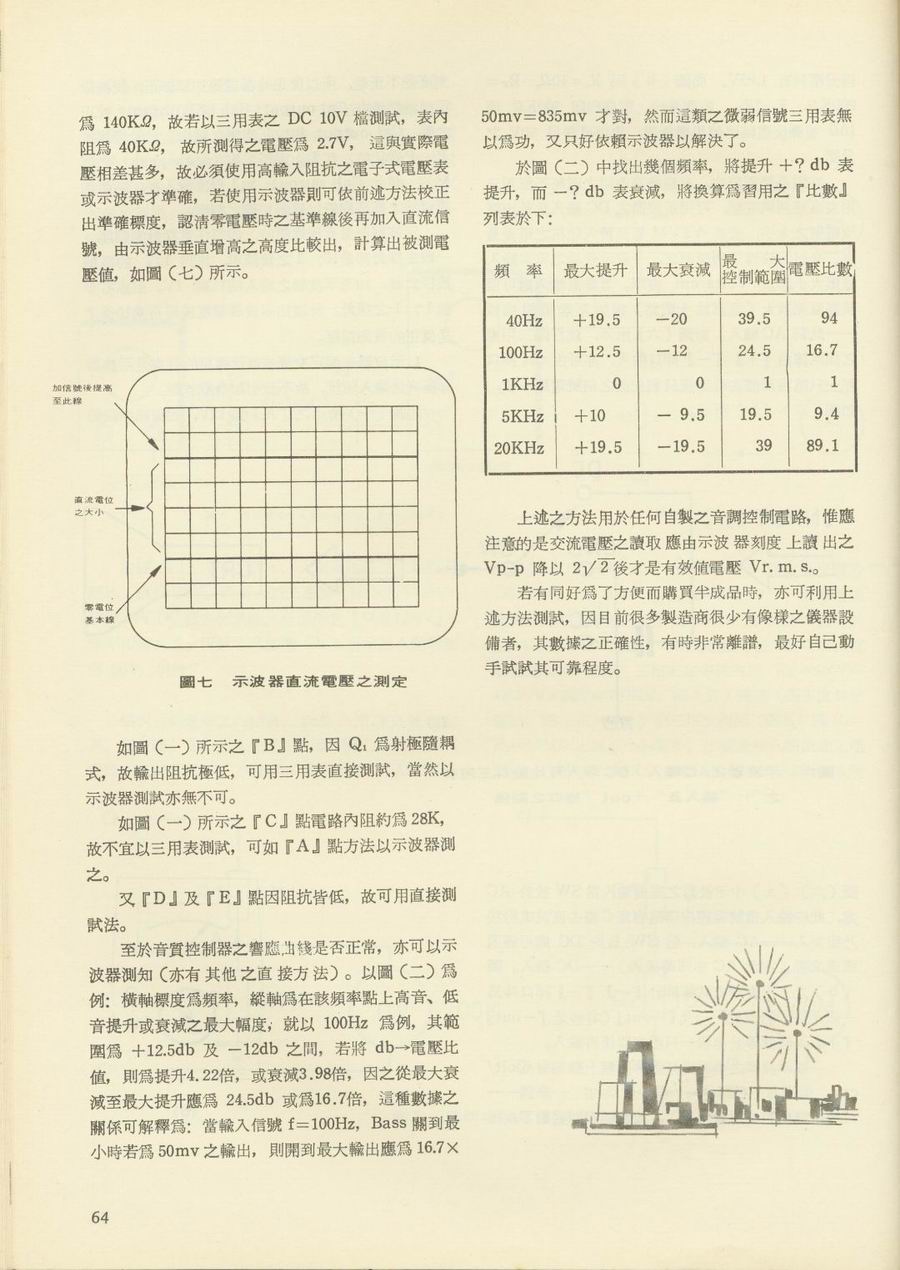 爲 140KΩ，故若以三用表之 DC 10V 檔測試，表內
阻爲 40KΩ， 故所測得之電壓爲 2.7V， 這與實際電
壓相差甚多，故必須使用高輸入阻抗之電子式電壓表
或示波器才準確，若使用示波器則可依前述方法校正
出準確標度，認清零電壓時之基準線後再加入直流信
號，由示波器垂直增高之高度比較出，計算出被測電
壓值，如圖（七）所示。
加信號後提高
至此線
直流電位
之大小
零電位
基本線
圖七　示波器直流電壓之測定
如圖（一）所示之『B』點，因 Q₁ 爲射極隨耦
式，故輸出阻抗極低，可用三用表直接測試，當然以
示波器測試亦無不可。
如圖（一）所示之『C』點電路內阻約爲 28K，
故不宜以三用表測試，可如『A』點方法以示波器測
之。
又『D』及『E』點因阻抗皆低，故可用直接測
試法。
至於音質控制器之響應曲綫是否正常，亦可以示
波器測知（亦有 其他 之直 接方 法）。以圖（二）爲
例：橫軸標度爲頻率，縱軸爲在該頻率點上高音、低
音提升或衰減之最大幅度，就以 100Hz 爲例，其範
圍爲 +12.5db 及 −12db 之間，若將 db→電壓比
值，則爲提升4.22倍，或衰減3.98倍，因之從最大衰
減至最大提升應爲 24.5db 或爲16.7倍，這種數據之
關係可解釋爲：當輸入信號 f=100Hz，Bass 關到最
小時若爲 50mv 之輸出，則開到最大輸出應爲 16.7×
50mv=835mv 才對，然而這類之微弱信號三用表無
以爲功，又只好依賴示波器以解決了。
於圖（二）中找出幾個頻率，將提升 +? db 表
提升，而 −? db 表衰減，將換算爲習用之『比數』
列表於下：
頻　率　最大提升　最大衰減　最大控制範圍　電壓比數
40Hz　+19.5　−20　39.5　94
100Hz　+12.5　−12　24.5　16.7
1KHz　0　0　1　1
5KHz　+10　− 9.5　19.5　9.4
20KHz　+19.5　−19.5　39　89.1
上述之方法用於任何自製之音調控制電路，惟應
注意的是交流電壓之讀取 應由示波 器刻度 上讀 出之
Vp-p 降以 2√2 後才是有效值電壓 Vr. m. s.。
若有同好爲了方便而購買半成品時，亦可利用上
述方法測試，因目前很多製造商很少有像樣之儀器設
備者，其數據之正確性，有時非常離譜，最好自己動
手試試其可靠程度。
64